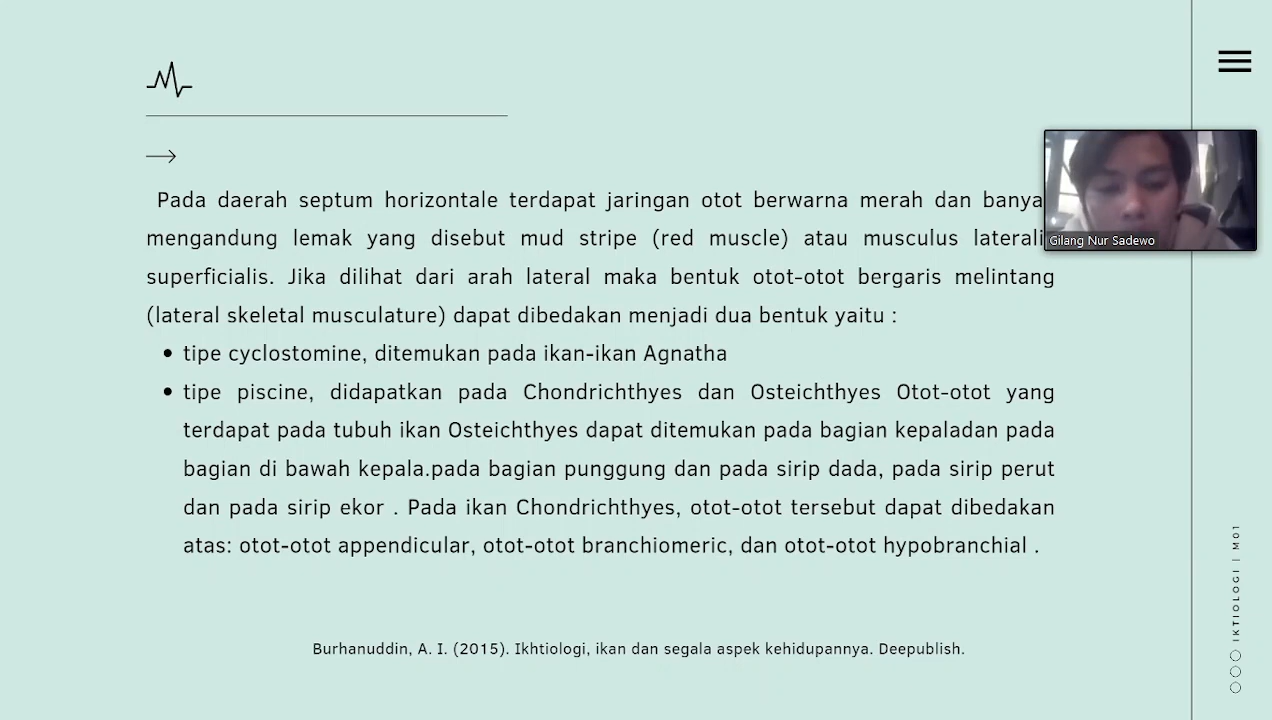 Pada daerah septum horizontale terdapat jaringan otot berwarna merah dan
mengandung lemak yang disebut mud stripe (red muscle) atau musculus
superficialis. Jika dilihat dari arah lateral maka bentuk otot-otot bergaris melintang
(lateral skeletal musculature) dapat dibedakan menjadi dua bentuk yaitu :
• tipe cyclostomine, ditemukan pada ikan-ikan Agnatha
• tipe piscine, didapatkan pada Chondrichthyes dan Osteichthyes Otot-otot yang
terdapat pada tubuh ikan Osteichthyes dapat ditemukan pada bagian kepaladan pada
bagian di bawah kepala.pada bagian punggung dan pada sirip dada, pada sirip perut
dan pada sirip ekor . Pada ikan Chondrichthyes, otot-otot tersebut dapat dibedakan
atas: otot-otot appendicular, otot-otot branchiomeric, dan otot-otot hypobranchial .
Burhanuddin, A. I. (2015). Ikhtiologi, ikan dan segala aspek kehidupannya. Deepublish.
Gilang Nur Sadewo
IKTIOLOGI | M01